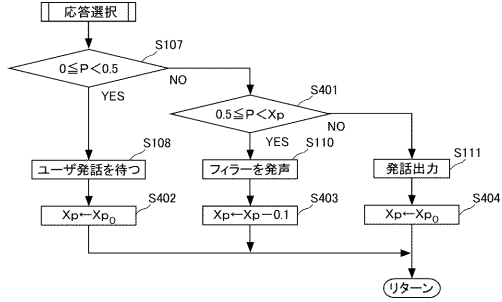 応答選択
S107
0≦P<0.5
NO
YES
S401
0.5≦P<Xp
NO
YES
S108
S110
S111
ユーザ発話を待つ
フィラーを発声
発話出力
S402
S403
S404
Xp←Xp0
Xp←Xp−0.1
Xp←Xp0
リターン